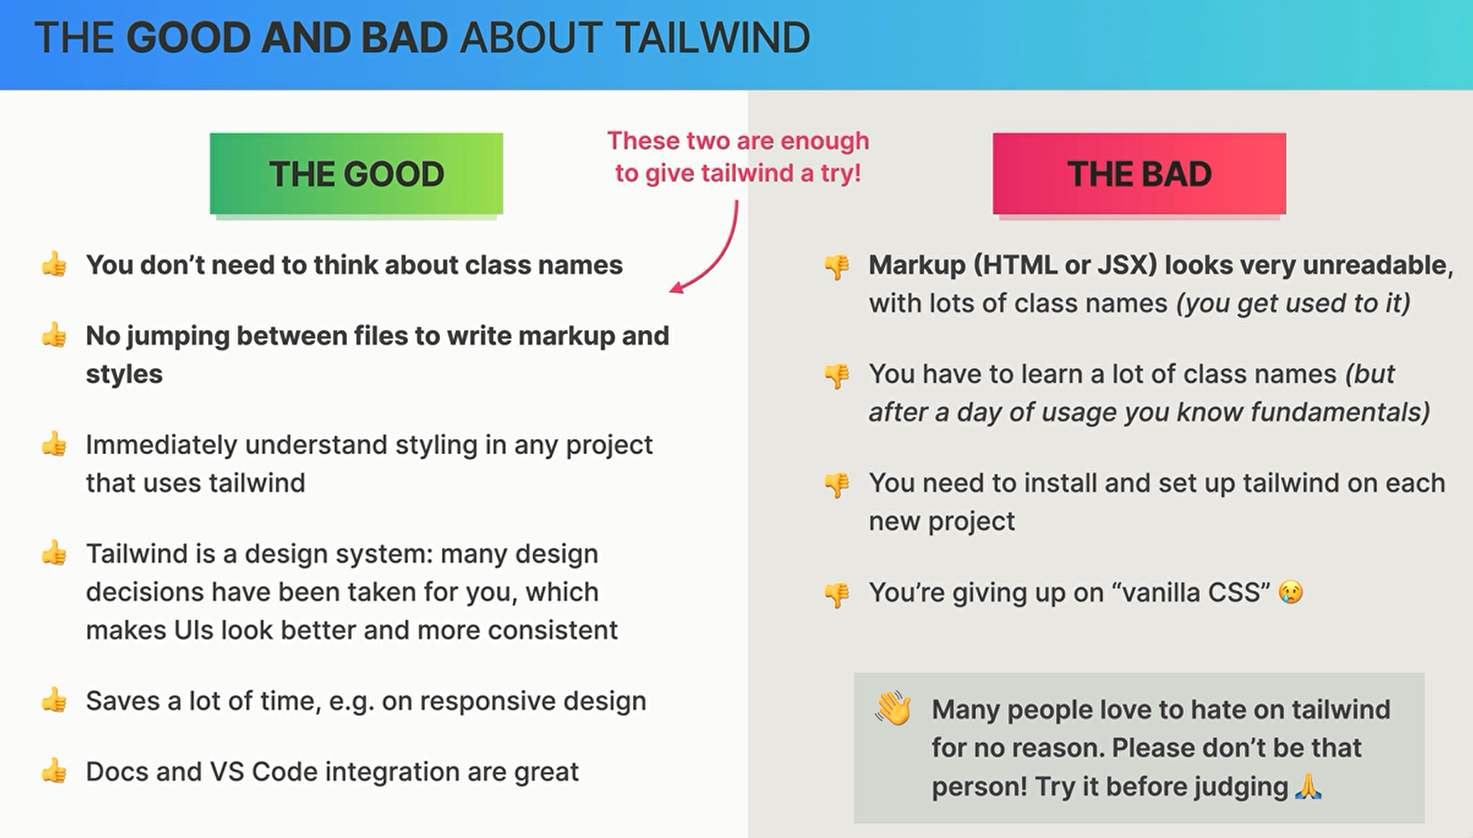 THE GOOD AND BAD ABOUT TAILWIND
THE GOOD
👍 You don’t need to think about class names
👍 No jumping between files to write markup and
styles
👍 Immediately understand styling in any project
that uses tailwind
👍 Tailwind is a design system: many design
decisions have been taken for you, which
makes UIs look better and more consistent
👍 Saves a lot of time, e.g. on responsive design
👍 Docs and VS Code integration are great
These two are enough
to give tailwind a try!
THE BAD
👎 Markup (HTML or JSX) looks very unreadable,
with lots of class names (you get used to it)
👎 You have to learn a lot of class names (but
after a day of usage you know fundamentals)
👎 You need to install and set up tailwind on each
new project
👎 You’re giving up on “vanilla CSS” 😢
👋 Many people love to hate on tailwind
for no reason. Please don’t be that
person! Try it before judging 🙏